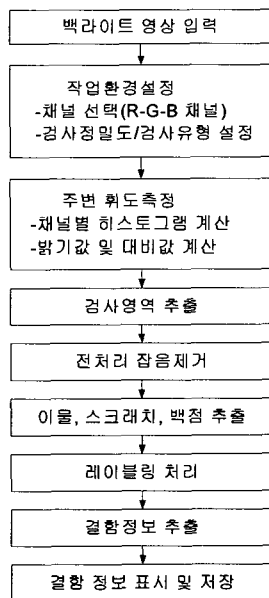 백라이트 영상 입력
작업환경설정
-채널 선택(R-G-B 채널)
-검사정밀도/검사유형 설정
주변 휘도측정
-채널별 히스토그램 계산
-밝기값 및 대비값 계산
검사영역 추출
전처리 잡음제거
이물, 스크래치, 백점 추출
레이블링 처리
결함정보 추출
결함 정보 표시 및 저장